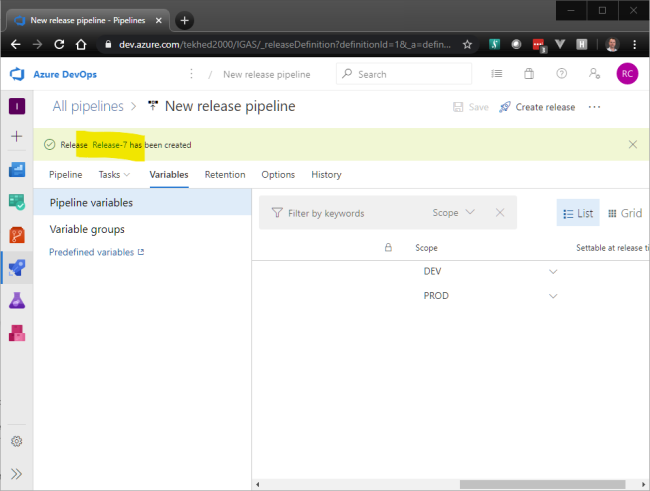 New release pipeline - Pipelines
dev.azure.com/tekhed2000/IGAS/_releaseDefinition?definitionId=1&_a=defin...
Azure DevOps / New release pipeline Search RC
I All pipelines > New release pipeline Save Create release ...
Release Release-7 has been created
Pipeline Tasks Variables Retention Options History
Pipeline variables
Filter by keywords Scope List Grid
Variable groups
Predefined variables
Scope Settable at release ti
DEV
PROD